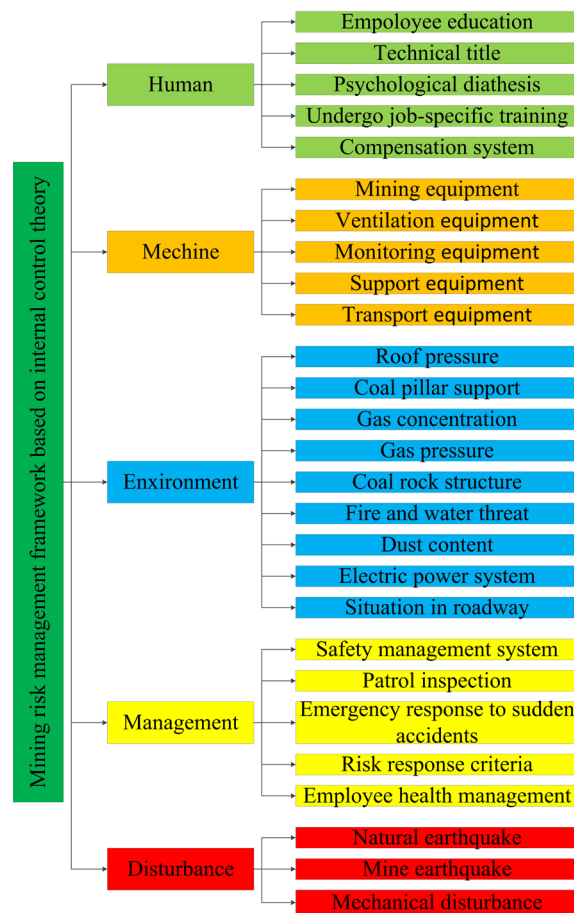 Mining risk management framework based on internal control theory
Human
Empoloyee education
Technical title
Psychological diathesis
Undergo job-specific training
Compensation system
Mechine
Mining equipment
Ventilation equipment
Monitoring equipment
Support equipment
Transport equipment
Enxironment
Roof pressure
Coal pillar support
Gas concentration
Gas pressure
Coal rock structure
Fire and water threat
Dust content
Electric power system
Situation in roadway
Management
Safety management system
Patrol inspection
Emergency response to sudden
accidents
Risk response criteria
Employee health management
Disturbance
Natural earthquake
Mine earthquake
Mechanical disturbance